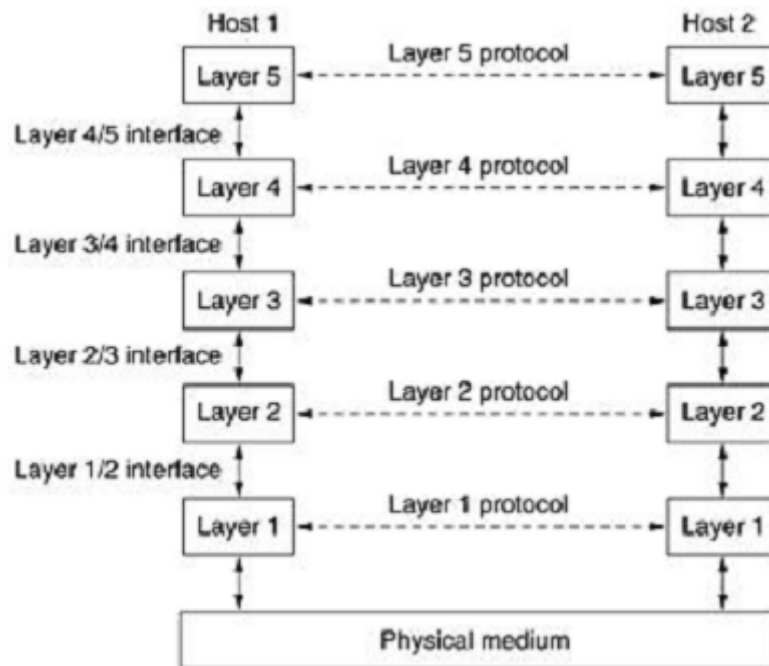 Host 1
Host 2
Layer 5
Layer 5 protocol
Layer 5
Layer 4/5 interface
Layer 4
Layer 4 protocol
Layer 4
Layer 3/4 interface
Layer 3
Layer 3 protocol
Layer 3
Layer 2/3 interface
Layer 2
Layer 2 protocol
Layer 2
Layer 1/2 interface
Layer 1
Layer 1 protocol
Layer 1
Physical medium